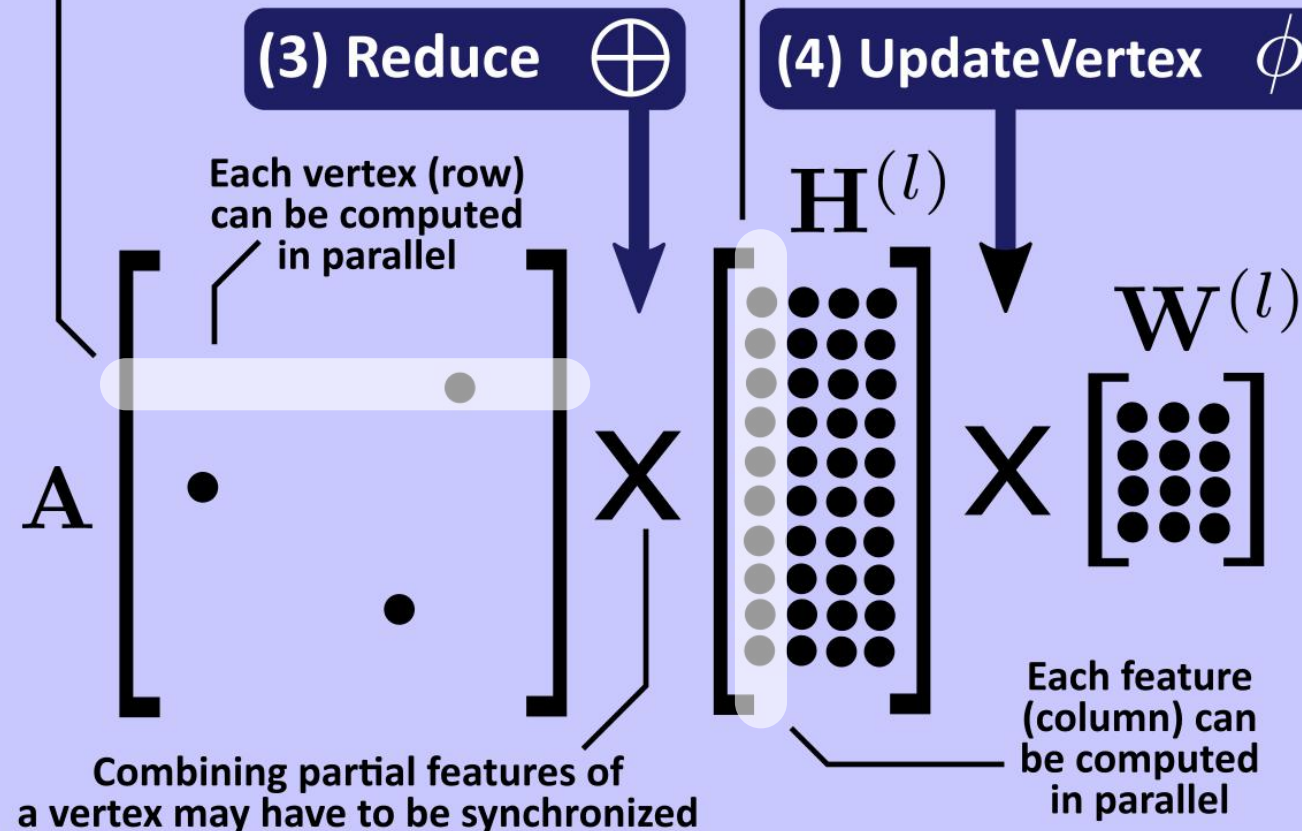 (3) Reduce ⊕
(4) UpdateVertex ϕ
Each vertex (row)
can be computed
in parallel
H^(l)
W^(l)
A
X
X
Each feature
(column) can
be computed
in parallel
Combining partial features of
a vertex may have to be synchronized